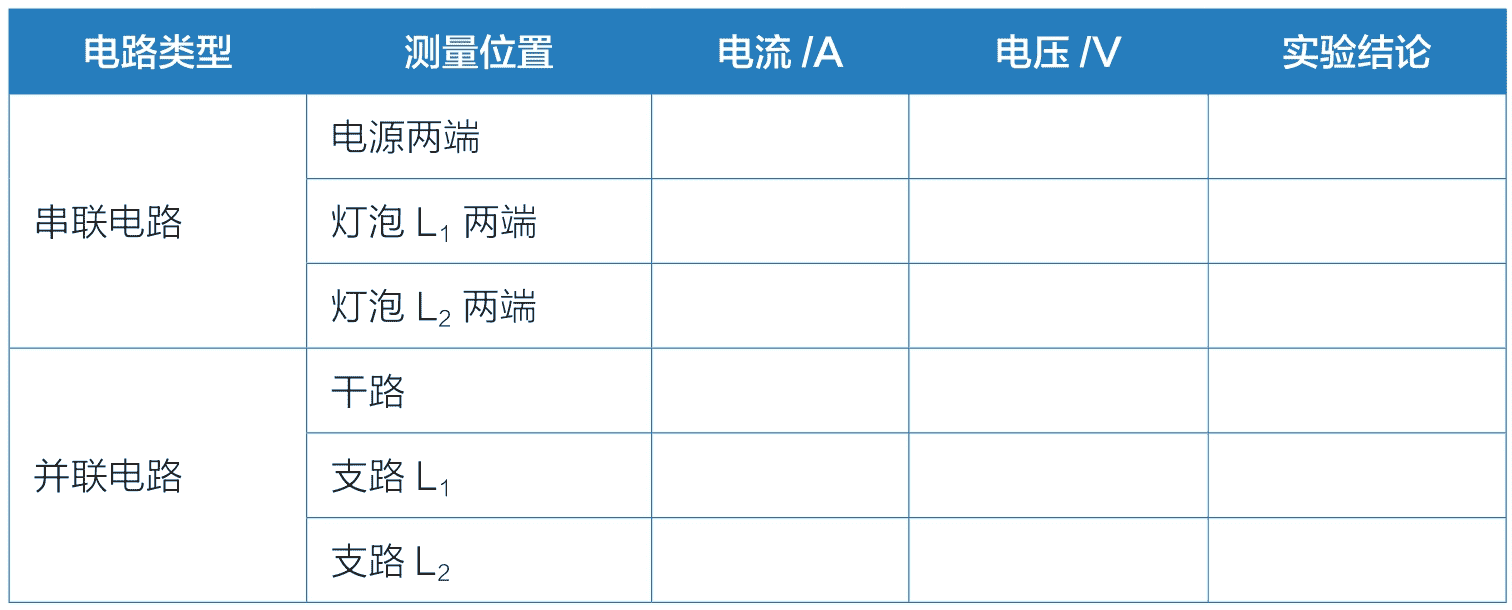 电路类型 测量位置 电流 /A 电压 /V 实验结论
电源两端
串联电路 灯泡 L₁ 两端
灯泡 L₂ 两端
干路
并联电路 支路 L₁
支路 L₂